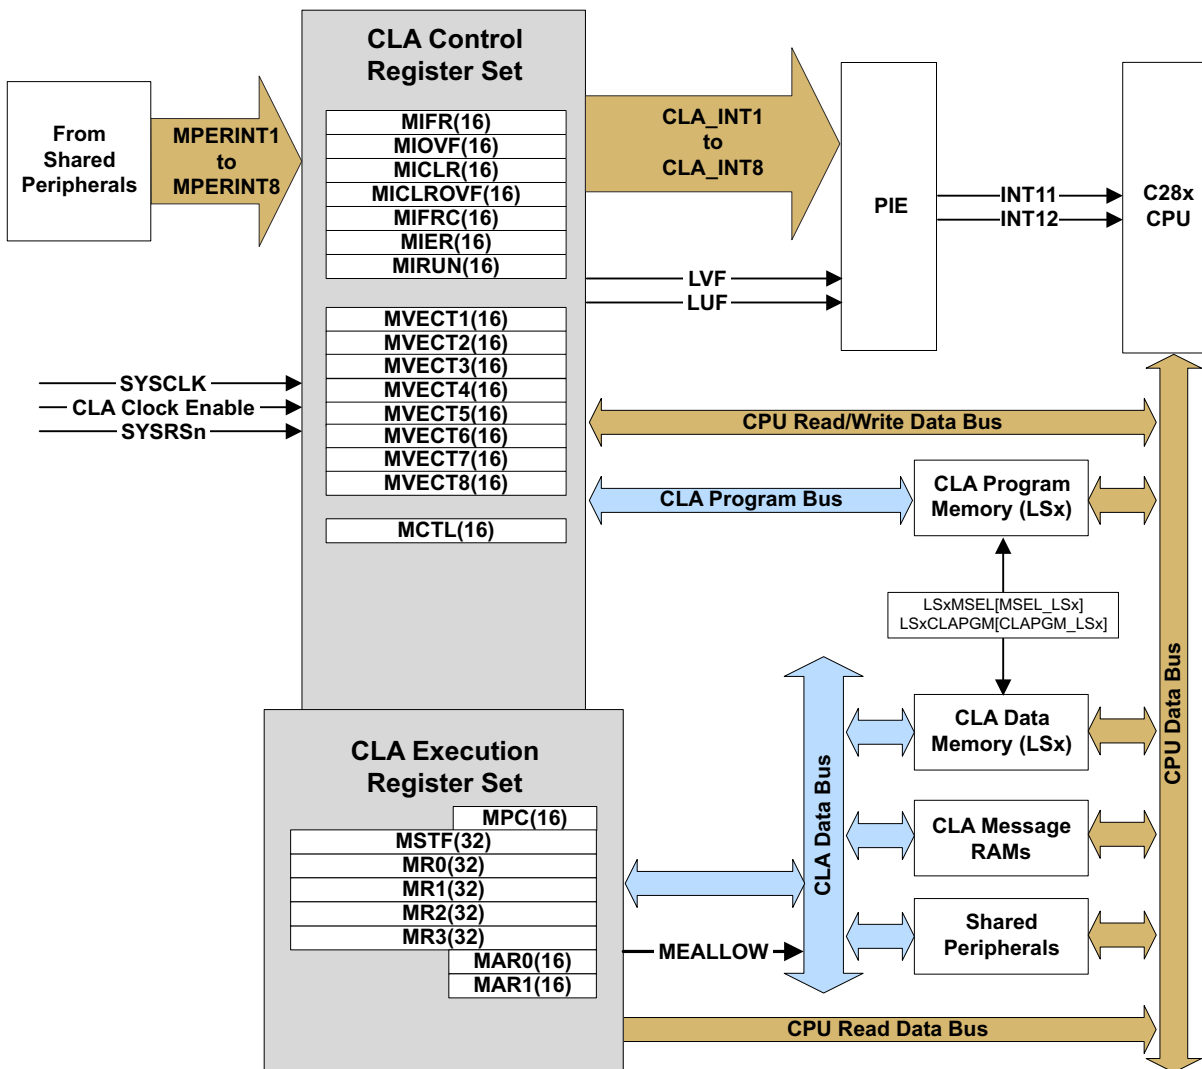 CLA Control
Register Set
From
Shared
Peripherals
MPERINT1
to
MPERINT8
MIFR(16)
MIOVF(16)
MICLR(16)
MICLROVF(16)
MIFRC(16)
MIER(16)
MIRUN(16)
CLA_INT1
to
CLA_INT8
LVF
LUF
PIE
INT11
INT12
C28x
CPU
MVECT1(16)
MVECT2(16)
MVECT3(16)
MVECT4(16)
MVECT5(16)
MVECT6(16)
MVECT7(16)
MVECT8(16)
SYSCLK
CLA Clock Enable
SYSRSn
MCTL(16)
CPU Read/Write Data Bus
CLA Program Bus
CLA Program
Memory (LSx)
LSxMSEL[MSEL_LSx]
LSxCLAPGM[CLAPGM_LSx]
CLA Data
Memory (LSx)
CLA Message
RAMs
Shared
Peripherals
CLA Data Bus
CPU Data Bus
CLA Execution
Register Set
MPC(16)
MSTF(32)
MR0(32)
MR1(32)
MR2(32)
MR3(32)
MAR0(16)
MAR1(16)
MEALLOW
CPU Read Data Bus